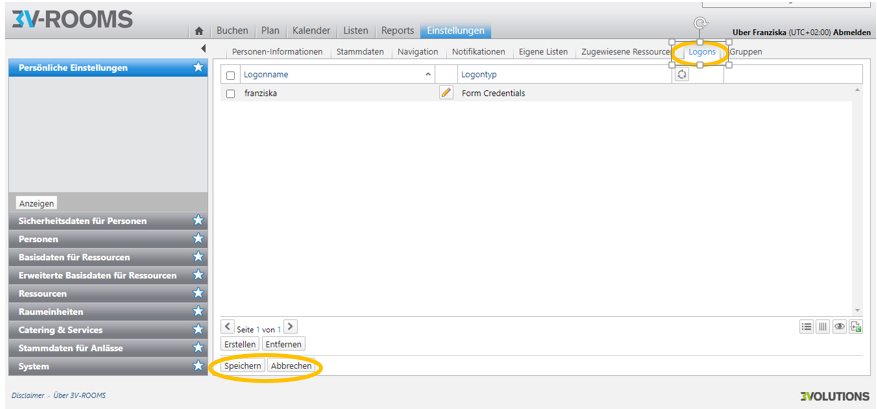 3V-ROOMS
Buchen Plan Kalender Listen Reports Einstellungen
Uber Franziska (UTC+02:00) Abmelden
Personen-Informationen Stammdaten Navigation Notifikationen Eigene Listen Zugewiesene Ressource Logons Gruppen
Persönliche Einstellungen
Logonname Logontyp
franziska Form Credentials
Anzeigen
Sicherheitsdaten für Personen
Personen
Basisdaten für Ressourcen
Erweiterte Basisdaten für Ressourcen
Ressourcen
Raumeinheiten
Catering & Services
Stammdaten für Anlässe
System
Seite 1 von 1
Erstellen Entfernen
Speichern Abbrechen
Disclaimer - Über 3V-ROOMS
3VOLUTIONS